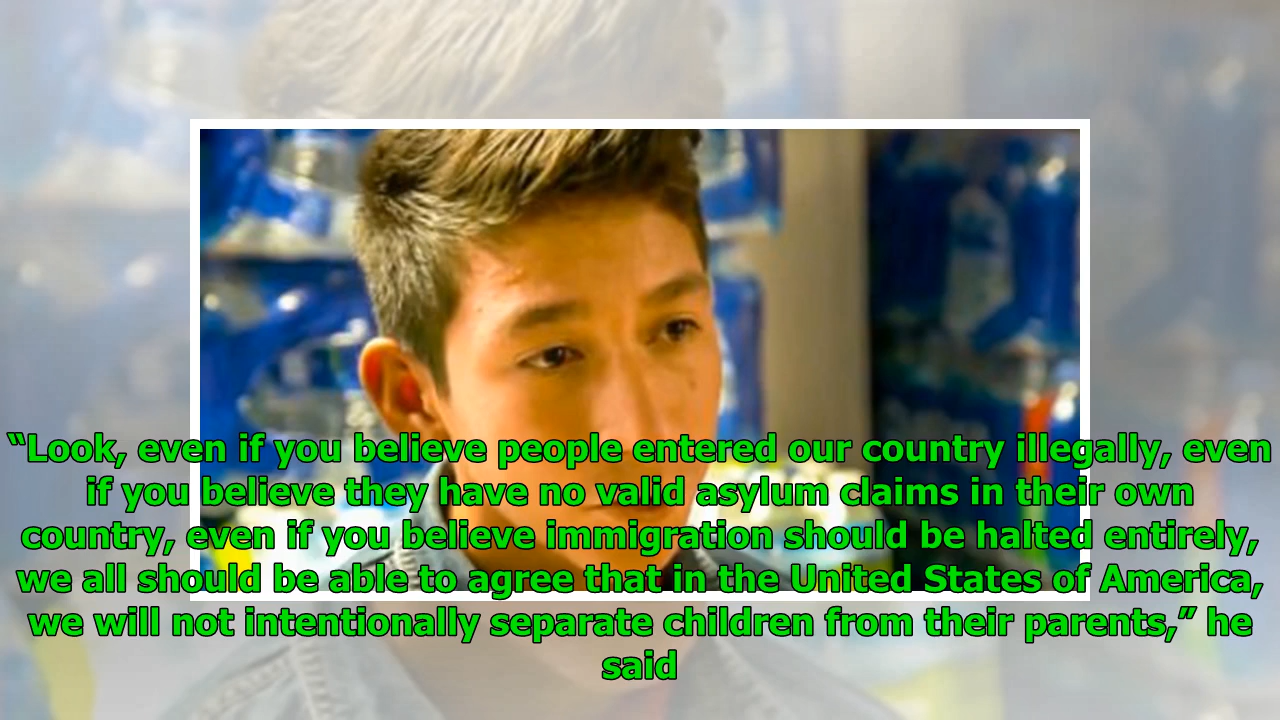 “Look, even if you believe people entered our country illegally, even
if you believe they have no valid asylum claims in their own
country, even if you believe immigration should be halted entirely,
we all should be able to agree that in the United States of America,
we will not intentionally separate children from their parents,” he
said